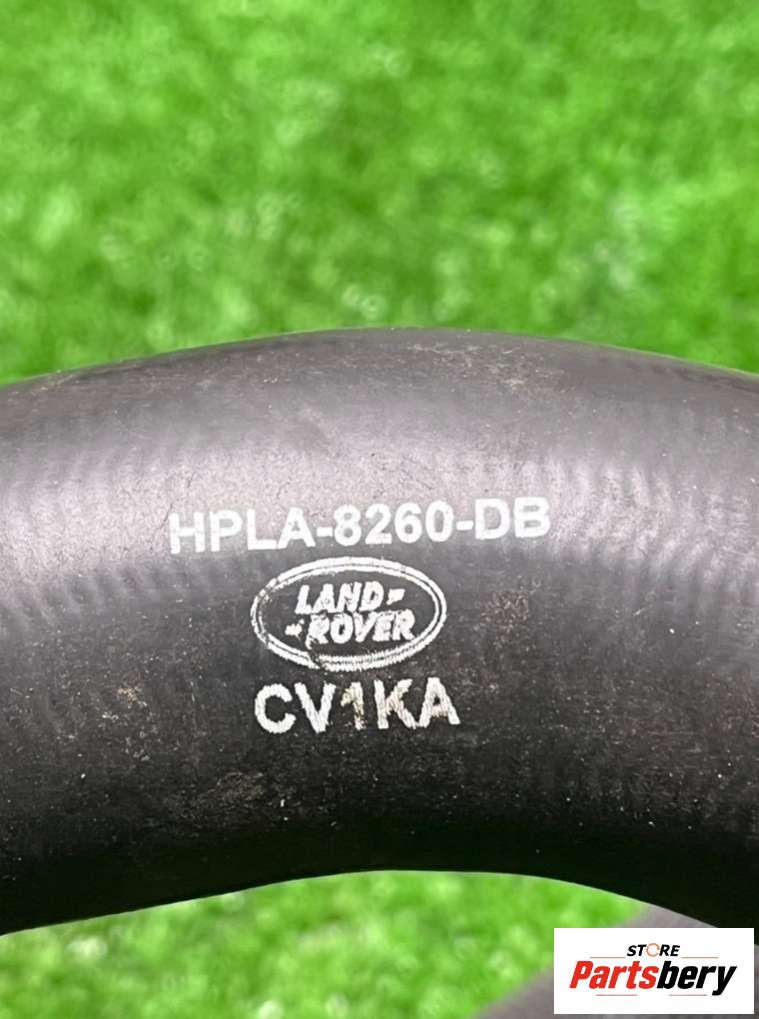 HPLA-8260-DB
LAND-
-ROVER
CV1KA
STORE
Partsbery